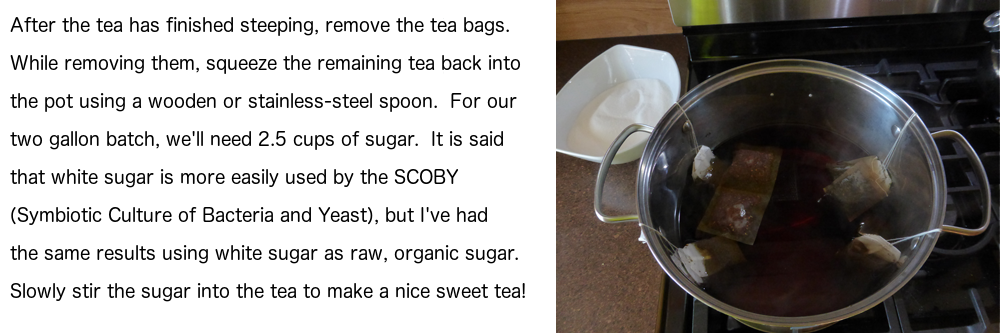 After the tea has finished steeping, remove the tea bags.
While removing them, squeeze the remaining tea back into
the pot using a wooden or stainless-steel spoon.  For our
two gallon batch, we'll need 2.5 cups of sugar.  It is said
that white sugar is more easily used by the SCOBY
(Symbiotic Culture of Bacteria and Yeast), but I've had
the same results using white sugar as raw, organic sugar.
Slowly stir the sugar into the tea to make a nice sweet tea!